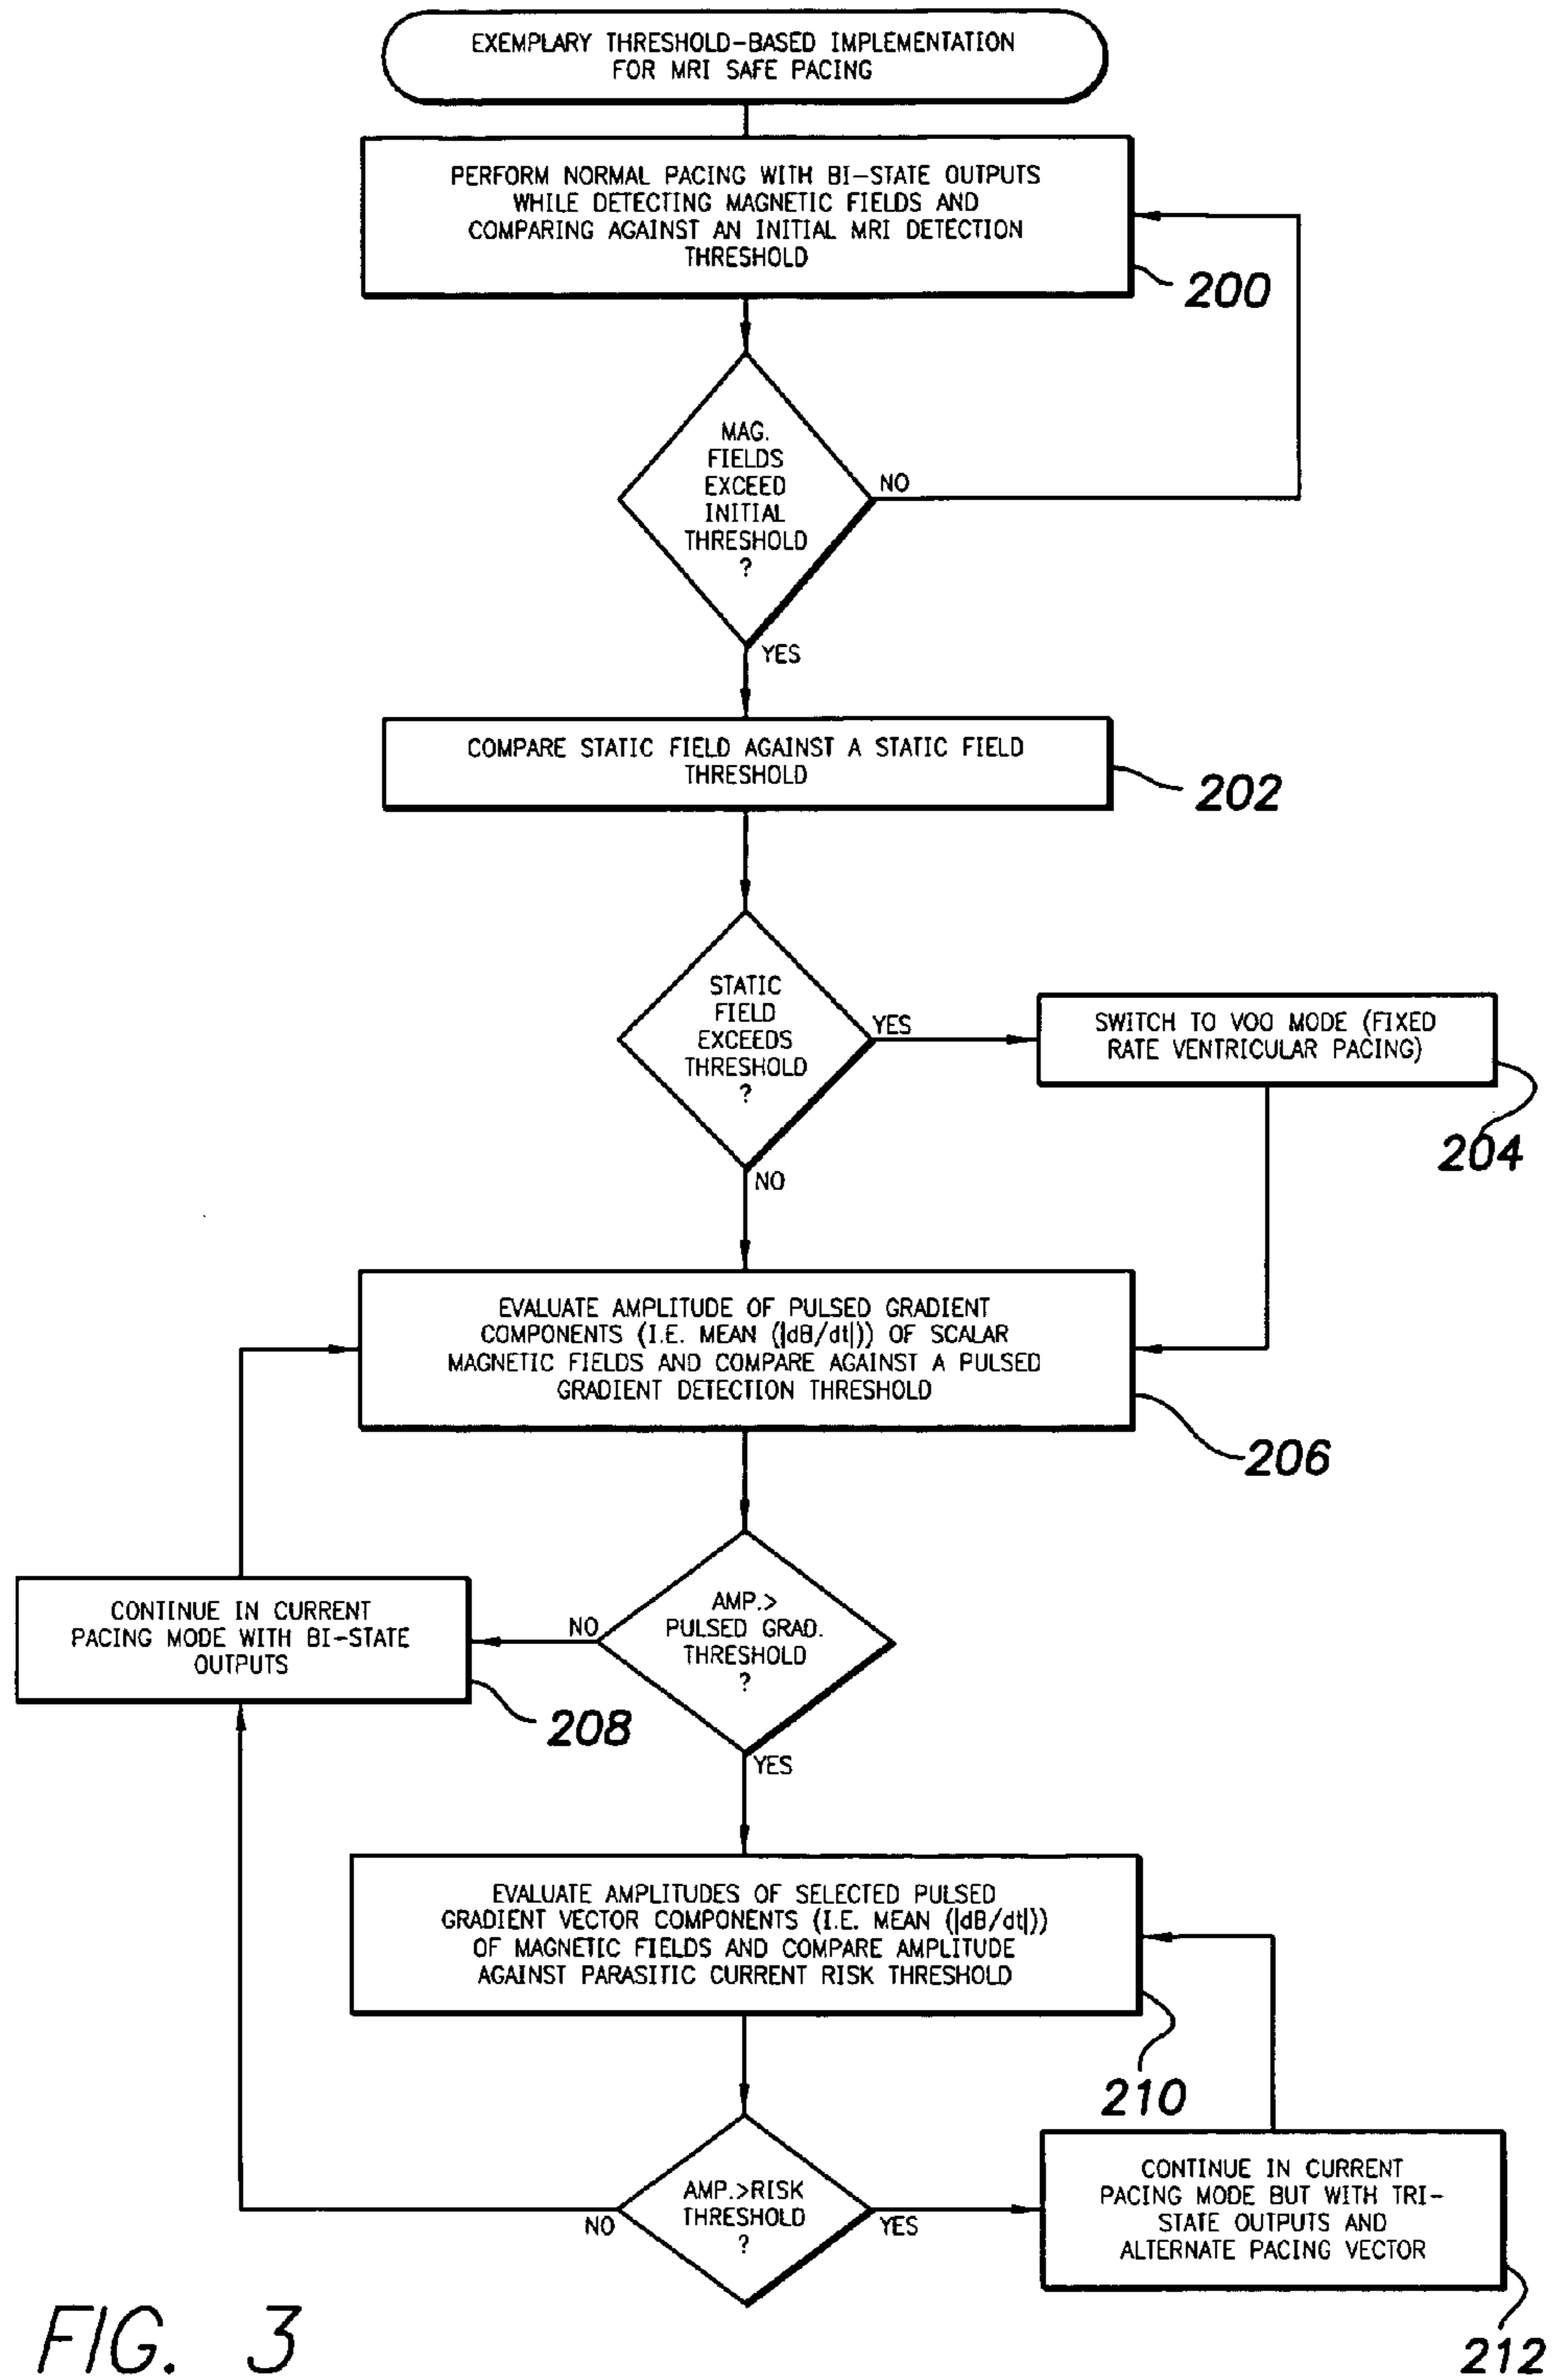 EXEMPLARY THRESHOLD-BASED IMPLEMENTATION
FOR MRI SAFE PACING
PERFORM NORMAL PACING WITH BI-STATE OUTPUTS
WHILE DETECTING MAGNETIC FIELDS AND
COMPARING AGAINST AN INITIAL MRI DETECTION
THRESHOLD
200
MAG.
FIELDS
EXCEED
INITIAL
THRESHOLD
?
NO
YES
COMPARE STATIC FIELD AGAINST A STATIC FIELD
THRESHOLD
202
STATIC
FIELD
EXCEEDS
THRESHOLD
?
YES
NO
SWITCH TO VOO MODE (FIXED
RATE VENTRICULAR PACING)
204
EVALUATE AMPLITUDE OF PULSED GRADIENT
COMPONENTS (I.E. MEAN (|dB/dt|)) OF SCALAR
MAGNETIC FIELDS AND COMPARE AGAINST A PULSED
GRADIENT DETECTION THRESHOLD
206
AMP.>
PULSED GRAD.
THRESHOLD
?
NO
YES
CONTINUE IN CURRENT
PACING MODE WITH BI-STATE
OUTPUTS
208
EVALUATE AMPLITUDES OF SELECTED PULSED
GRADIENT VECTOR COMPONENTS (I.E. MEAN (|dB/dt|))
OF MAGNETIC FIELDS AND COMPARE AMPLITUDE
AGAINST PARASITIC CURRENT RISK THRESHOLD
210
AMP.>RISK
THRESHOLD
?
NO
YES
CONTINUE IN CURRENT
PACING MODE BUT WITH TRI-
STATE OUTPUTS AND
ALTERNATE PACING VECTOR
212
FIG. 3